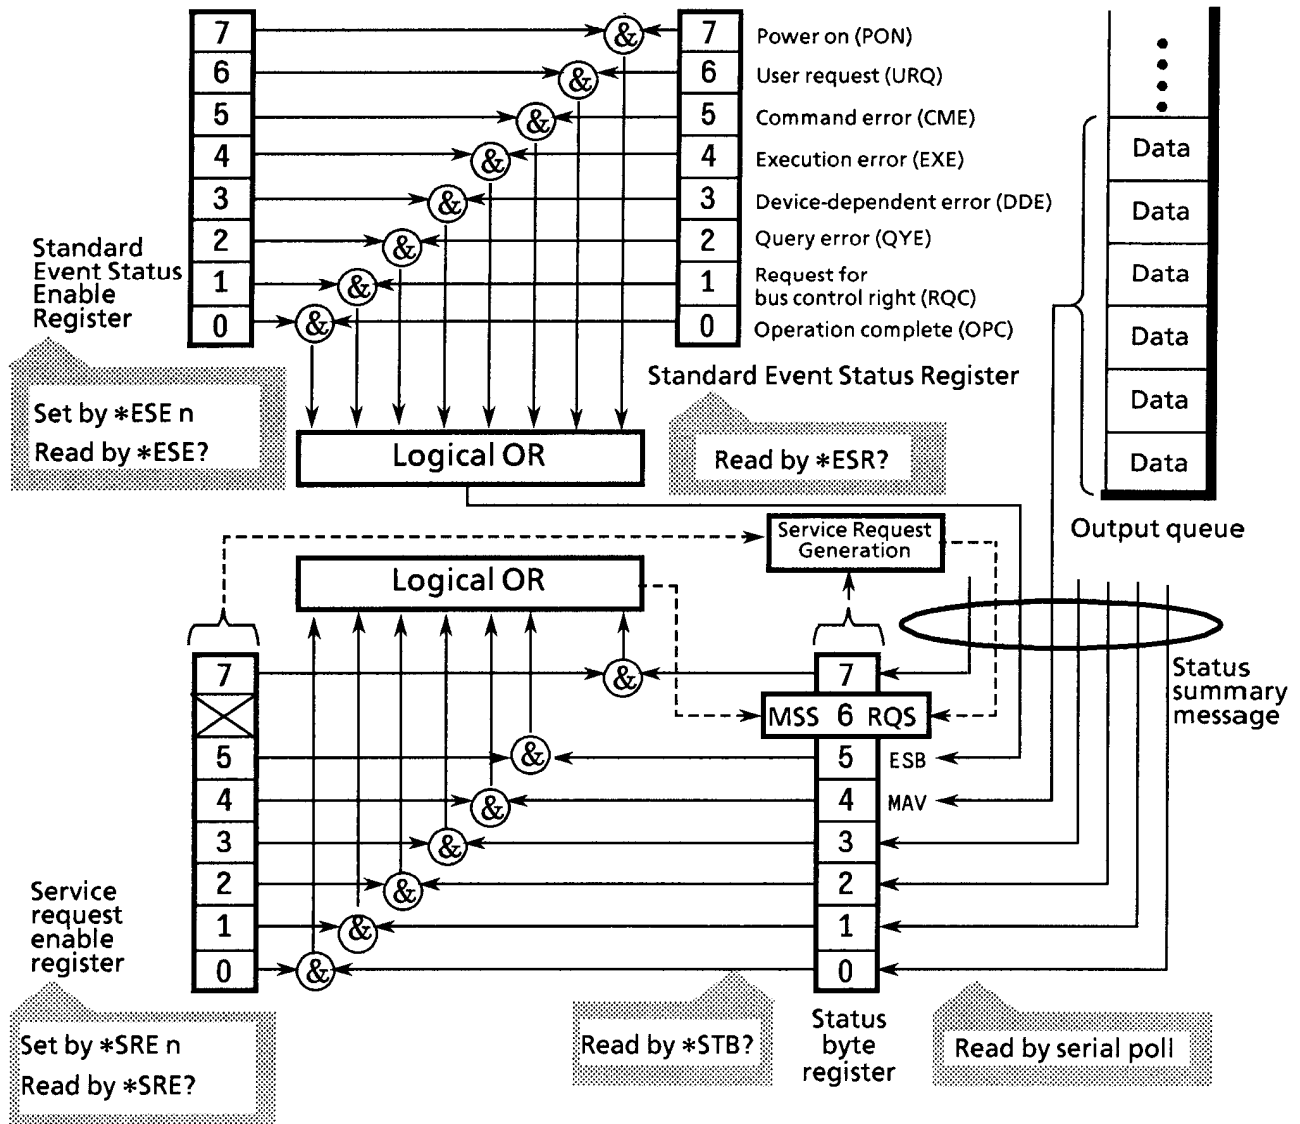 7
6
5
4
3
2
1
0
&
&
&
&
&
&
&
&
7
6
5
4
3
2
1
0
Power on (PON)
User request (URQ)
Command error (CME)
Execution error (EXE)
Device-dependent error (DDE)
Query error (QYE)
Request for
bus control right (RQC)
Operation complete (OPC)
Standard
Event Status
Enable
Register
Set by *ESE n
Read by *ESE?
Logical OR
Standard Event Status Register
Read by *ESR?
Data
Data
Data
Data
Data
Data
Output queue
Service Request
Generation
Logical OR
7
5
4
3
2
1
0
&
&
&
&
&
&
&
7
MSS 6 RQS
5 ESB
4 MAV
3
2
1
0
Status
summary
message
Service
request
enable
register
Set by *SRE n
Read by *SRE?
Read by *STB?
Status
byte
register
Read by serial poll